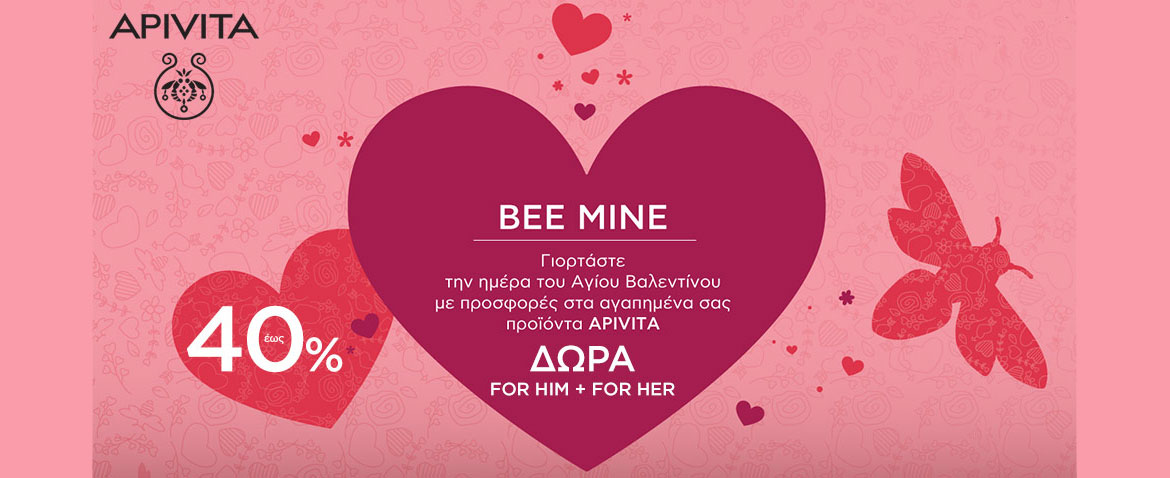 APIVITA
BEE MINE
Γιορτάστε
την ημέρα του Αγίου Βαλεντίνου
με προσφορές στα αγαπημένα σας
προϊόντα APIVITA
ΔΩΡΑ
FOR HIM + FOR HER
έως
40%